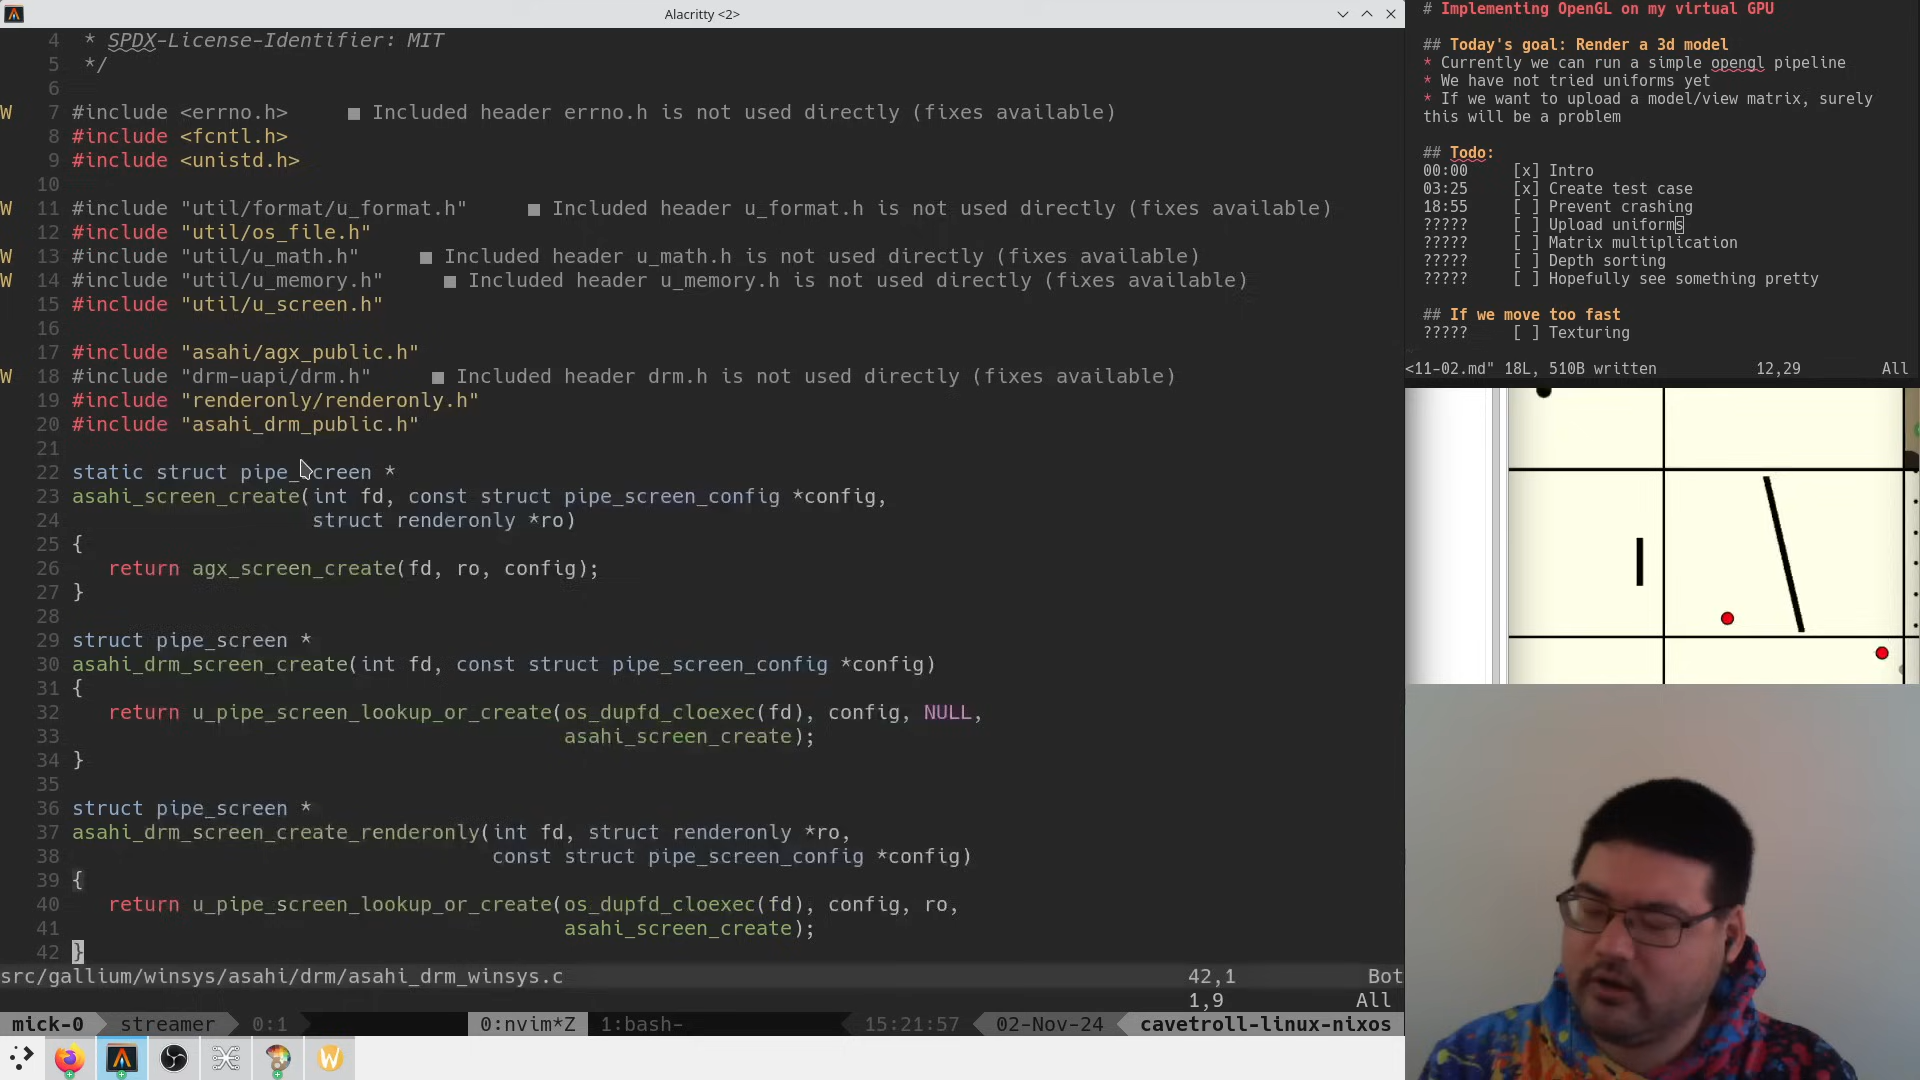 Alacritty <2>
4 * SPDX-License-Identifier: MIT
5 */
6
W 7 #include <errno.h> ■ Included header errno.h is not used directly (fixes available)
8 #include <fcntl.h>
9 #include <unistd.h>
10
W 11 #include "util/format/u_format.h" ■ Included header u_format.h is not used directly (fixes available)
12 #include "util/os_file.h"
W 13 #include "util/u_math.h" ■ Included header u_math.h is not used directly (fixes available)
W 14 #include "util/u_memory.h" ■ Included header u_memory.h is not used directly (fixes available)
15 #include "util/u_screen.h"
16
17 #include "asahi/agx_public.h"
W 18 #include "drm-uapi/drm.h" ■ Included header drm.h is not used directly (fixes available)
19 #include "renderonly/renderonly.h"
20 #include "asahi_drm_public.h"
21
22 static struct pipe_screen *
23 asahi_screen_create(int fd, const struct pipe_screen_config *config,
24 struct renderonly *ro)
25 {
26 return agx_screen_create(fd, ro, config);
27 }
28
29 struct pipe_screen *
30 asahi_drm_screen_create(int fd, const struct pipe_screen_config *config)
31 {
32 return u_pipe_screen_lookup_or_create(os_dupfd_cloexec(fd), config, NULL,
33 asahi_screen_create);
34 }
35
36 struct pipe_screen *
37 asahi_drm_screen_create_renderonly(int fd, struct renderonly *ro,
38 const struct pipe_screen_config *config)
39 {
40 return u_pipe_screen_lookup_or_create(os_dupfd_cloexec(fd), config, ro,
41 asahi_screen_create);
42 }
src/gallium/winsys/asahi/drm/asahi_drm_winsys.c 42,1 Bot
1,9 All
mick-0 streamer 0:1 0:nvim*Z 1:bash- 15:21:57 02-Nov-24 cavetroll-linux-nixos
# Implementing OpenGL on my virtual GPU
## Today's goal: Render a 3d model
* Currently we can run a simple opengl pipeline
* We have not tried uniforms yet
* If we want to upload a model/view matrix, surely
this will be a problem
## Todo:
00:00 [x] Intro
03:25 [x] Create test case
18:55 [ ] Prevent crashing
????? [ ] Upload uniforms
????? [ ] Matrix multiplication
????? [ ] Depth sorting
????? [ ] Hopefully see something pretty
## If we move too fast
????? [ ] Texturing
<11-02.md" 18L, 510B written 12,29 All